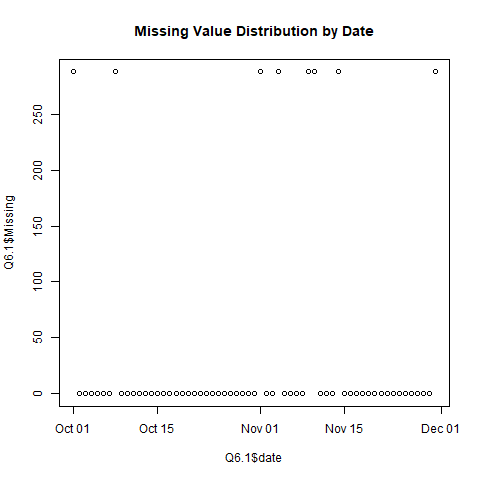 Missing Value Distribution by Date
Q6.1$Missing
250
200
150
100
50
0
Oct 01 Oct 15 Nov 01 Nov 15 Dec 01
Q6.1$date